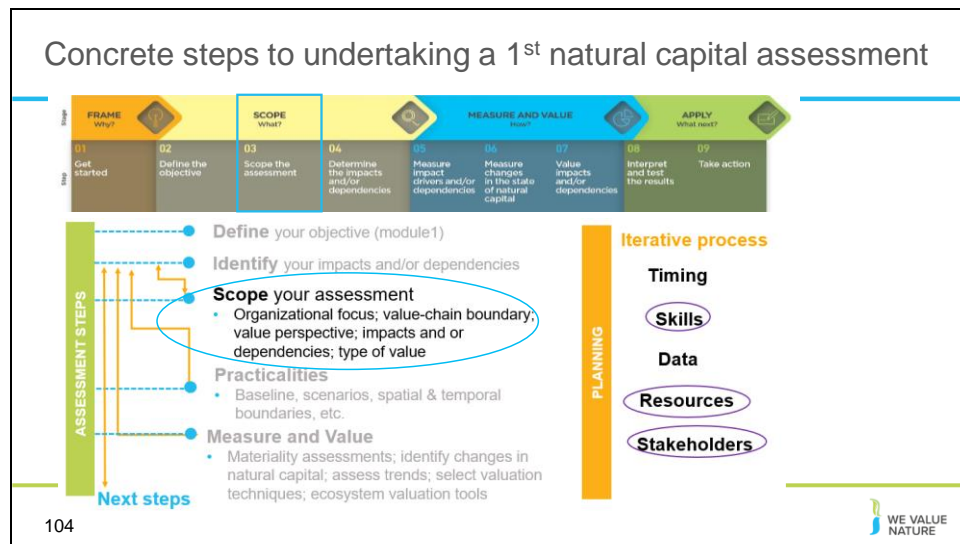 Concrete steps to undertaking a 1st natural capital assessment
Stage
FRAME
Why?
SCOPE
What?
MEASURE AND VALUE
How?
APPLY
What next?
Step
01
Get
started
02
Define the
objective
03
Scope the
assessment
04
Determine
the impacts
and/or
dependencies
05
Measure
impact
drivers and/or
dependencies
06
Measure
changes
in the state
of natural
capital
07
Value
impacts
and/or
dependencies
08
Interpret
and test
the results
09
Take action
ASSESSMENT STEPS
Define your objective (module1)
Identify your impacts and/or dependencies
Scope your assessment
• Organizational focus; value-chain boundary;
value perspective; impacts and or
dependencies; type of value
Practicalities
• Baseline, scenarios, spatial & temporal
boundaries, etc.
Measure and Value
• Materiality assessments; identify changes in
natural capital; assess trends; select valuation
techniques; ecosystem valuation tools
Next steps
PLANNING
Iterative process
Timing
Skills
Data
Resources
Stakeholders
104
WE VALUE
NATURE